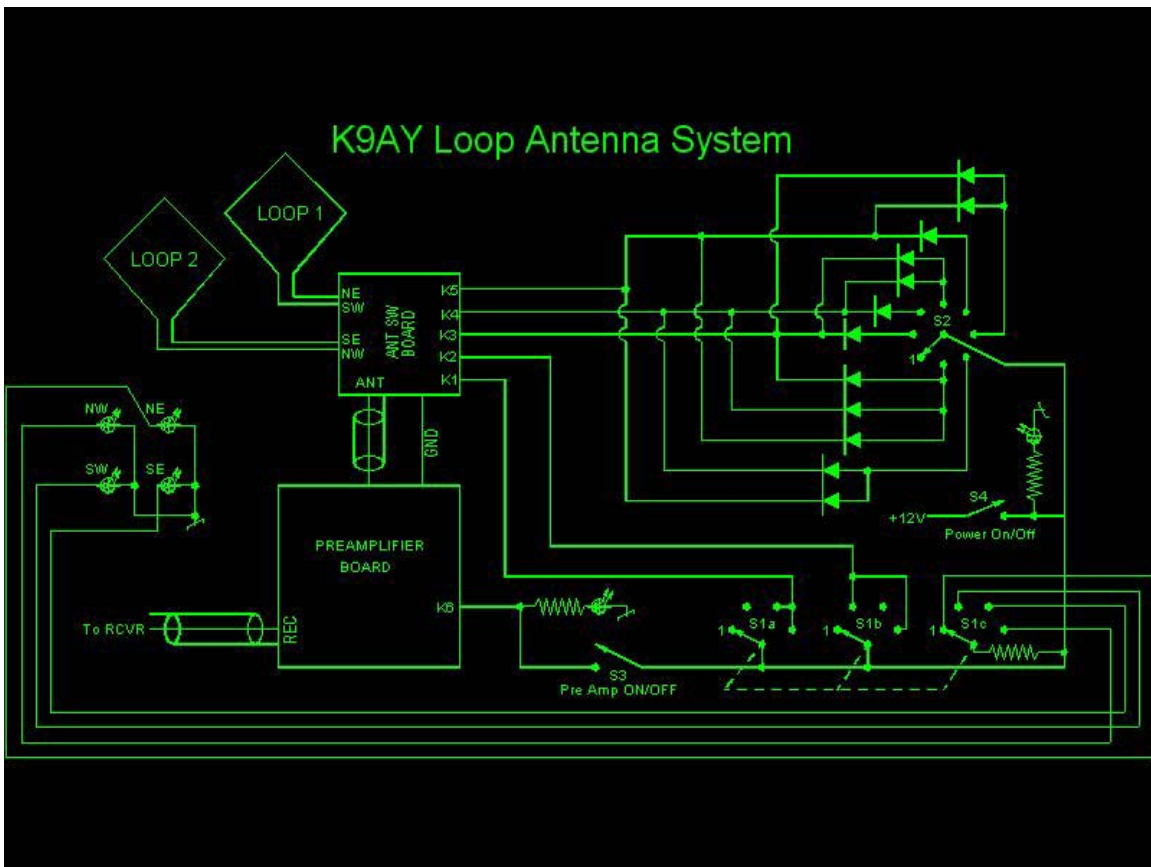 K9AY Loop Antenna System
LOOP 1
LOOP 2
NE
SW
SE
NW
ANT SW
BOARD
K5
K4
K3
K2
K1
ANT
GND
S2
1
NW
NE
SW
SE
S4
+12V
Power On/Off
PREAMPLIFIER
BOARD
K6
To RCVR
REC
S1a
1
S1b
1
S1c
1
S3
Pre Amp ON/OFF